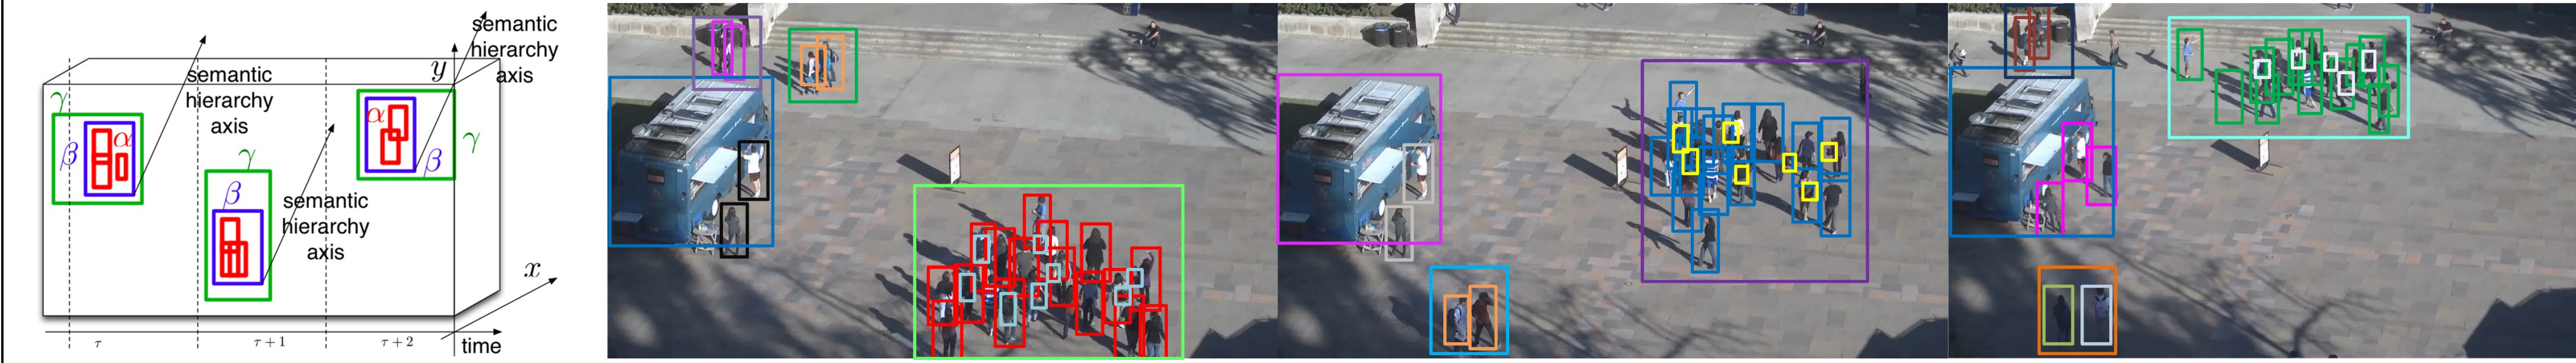 semantic
hierarchy
axis
y
semantic
hierarchy
axis
γ
α
β
γ
β
semantic
hierarchy
axis
α
γ
β
x
τ
τ + 1
τ + 2
time